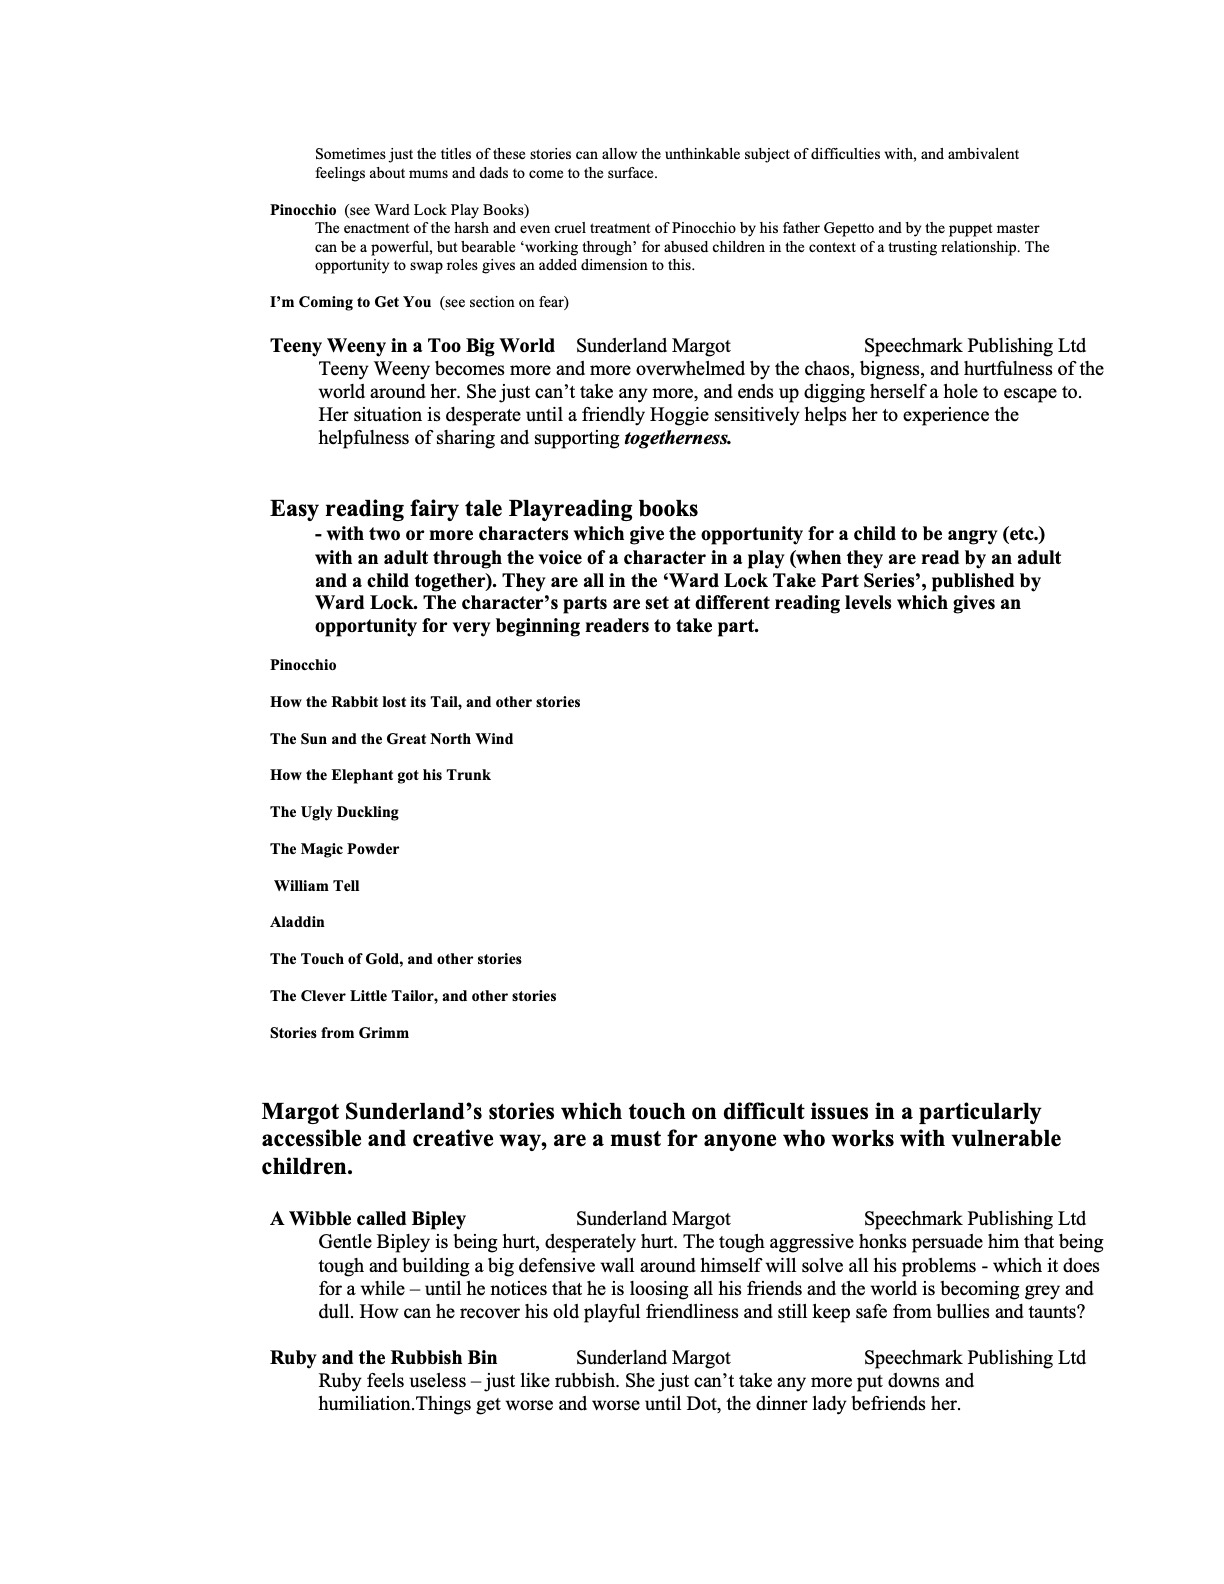 Sometimes just the titles of these stories can allow the unthinkable subject of difficulties with, and ambivalent
feelings about mums and dads to come to the surface.
Pinocchio (see Ward Lock Play Books)
The enactment of the harsh and even cruel treatment of Pinocchio by his father Gepetto and by the puppet master
can be a powerful, but bearable ‘working through’ for abused children in the context of a trusting relationship. The
opportunity to swap roles gives an added dimension to this.
I’m Coming to Get You (see section on fear)
Teeny Weeny in a Too Big World Sunderland Margot Speechmark Publishing Ltd
Teeny Weeny becomes more and more overwhelmed by the chaos, bigness, and hurtfulness of the
world around her. She just can’t take any more, and ends up digging herself a hole to escape to.
Her situation is desperate until a friendly Hoggie sensitively helps her to experience the
helpfulness of sharing and supporting togetherness.
Easy reading fairy tale Playreading books
- with two or more characters which give the opportunity for a child to be angry (etc.)
with an adult through the voice of a character in a play (when they are read by an adult
and a child together). They are all in the ‘Ward Lock Take Part Series’, published by
Ward Lock. The character’s parts are set at different reading levels which gives an
opportunity for very beginning readers to take part.
Pinocchio
How the Rabbit lost its Tail, and other stories
The Sun and the Great North Wind
How the Elephant got his Trunk
The Ugly Duckling
The Magic Powder
William Tell
Aladdin
The Touch of Gold, and other stories
The Clever Little Tailor, and other stories
Stories from Grimm
Margot Sunderland’s stories which touch on difficult issues in a particularly
accessible and creative way, are a must for anyone who works with vulnerable
children.
A Wibble called Bipley Sunderland Margot Speechmark Publishing Ltd
Gentle Bipley is being hurt, desperately hurt. The tough aggressive honks persuade him that being
tough and building a big defensive wall around himself will solve all his problems - which it does
for a while – until he notices that he is loosing all his friends and the world is becoming grey and
dull. How can he recover his old playful friendliness and still keep safe from bullies and taunts?
Ruby and the Rubbish Bin Sunderland Margot Speechmark Publishing Ltd
Ruby feels useless – just like rubbish. She just can’t take any more put downs and
humiliation.Things get worse and worse until Dot, the dinner lady befriends her.